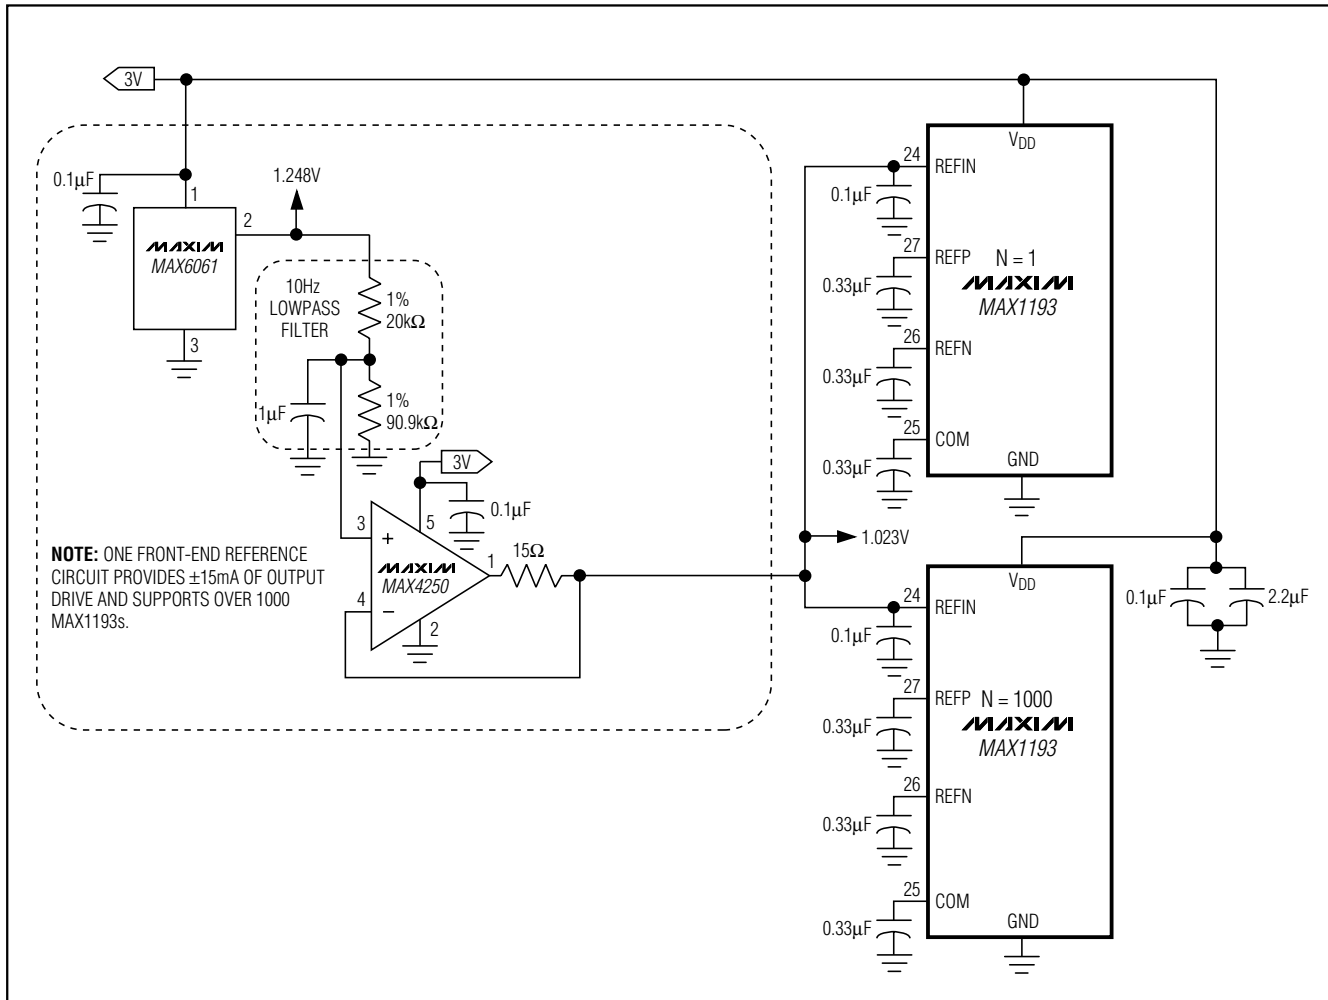 3V
0.1µF
1
1.248V
2
MAXIM
MAX6061
3
10Hz
LOWPASS
FILTER
1%
20kΩ
1µF
1%
90.9kΩ
3V
5
0.1µF
3
+
MAXIM
MAX4250
4
−
2
1
15Ω
NOTE: ONE FRONT-END REFERENCE
CIRCUIT PROVIDES ±15mA OF OUTPUT
DRIVE AND SUPPORTS OVER 1000
MAX1193s.
VDD
24
REFIN
0.1µF
27
REFP
N = 1
MAXIM
MAX1193
0.33µF
26
REFN
0.33µF
25
COM
0.33µF
GND
1.023V
VDD
24
REFIN
0.1µF
27
REFP
N = 1000
MAXIM
MAX1193
0.33µF
26
REFN
0.33µF
25
COM
0.33µF
GND
0.1µF
2.2µF